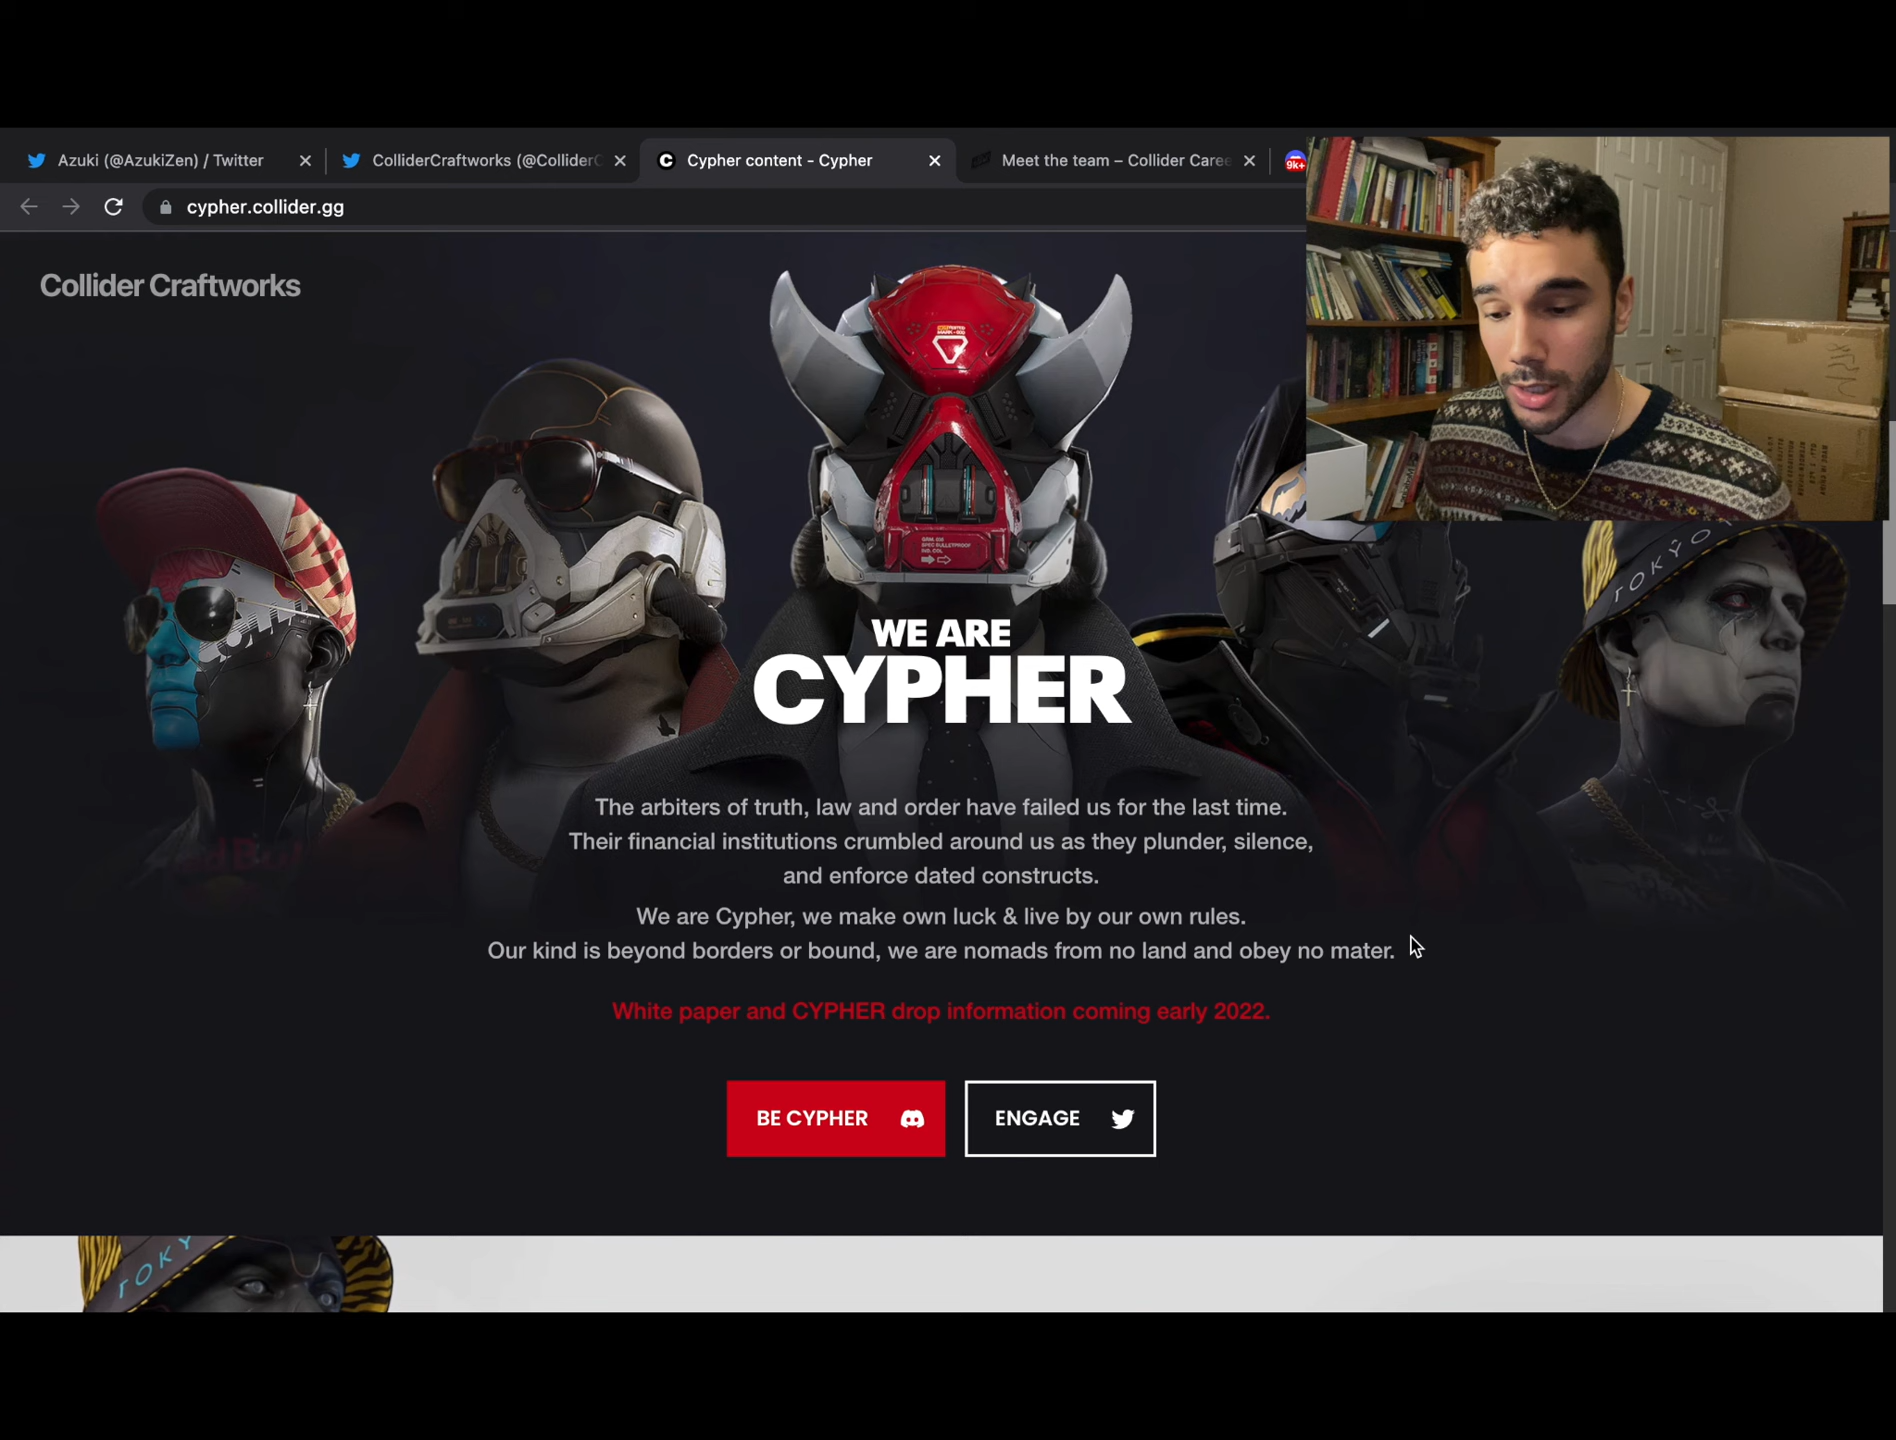 Azuki (@AzukiZen) / Twitter
ColliderCraftworks (@ColliderC
Cypher content - Cypher
Meet the team – Collider Caree
9k+
cypher.collider.gg
Collider Craftworks
TOKYO
WE ARE
CYPHER
The arbiters of truth, law and order have failed us for the last time.
Their financial institutions crumbled around us as they plunder, silence,
and enforce dated constructs.
We are Cypher, we make own luck & live by our own rules.
Our kind is beyond borders or bound, we are nomads from no land and obey no mater.
White paper and CYPHER drop information coming early 2022.
BE CYPHER
ENGAGE
TOKY